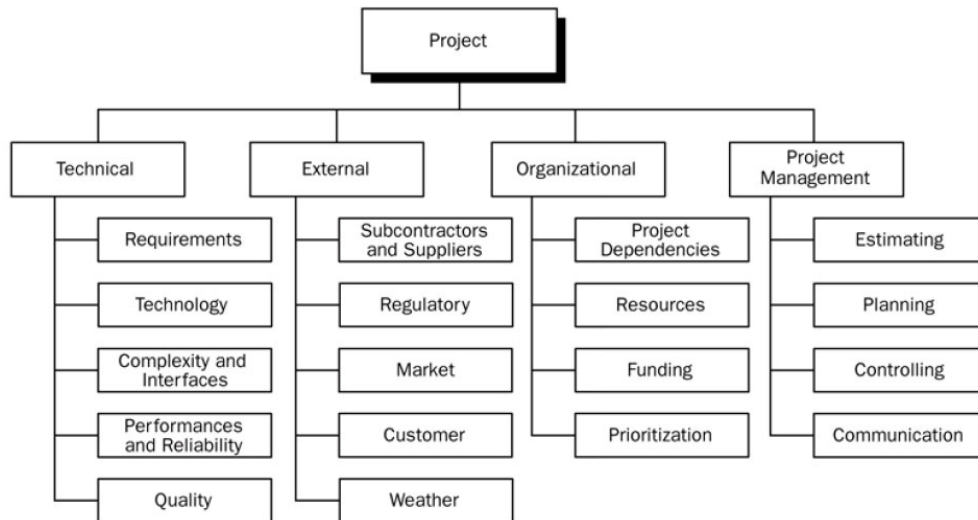 Project
Technical
External
Organizational
Project
Management
Requirements
Technology
Complexity and
Interfaces
Performances
and Reliability
Quality
Subcontractors
and Suppliers
Regulatory
Market
Customer
Weather
Project
Dependencies
Resources
Funding
Prioritization
Estimating
Planning
Controlling
Communication